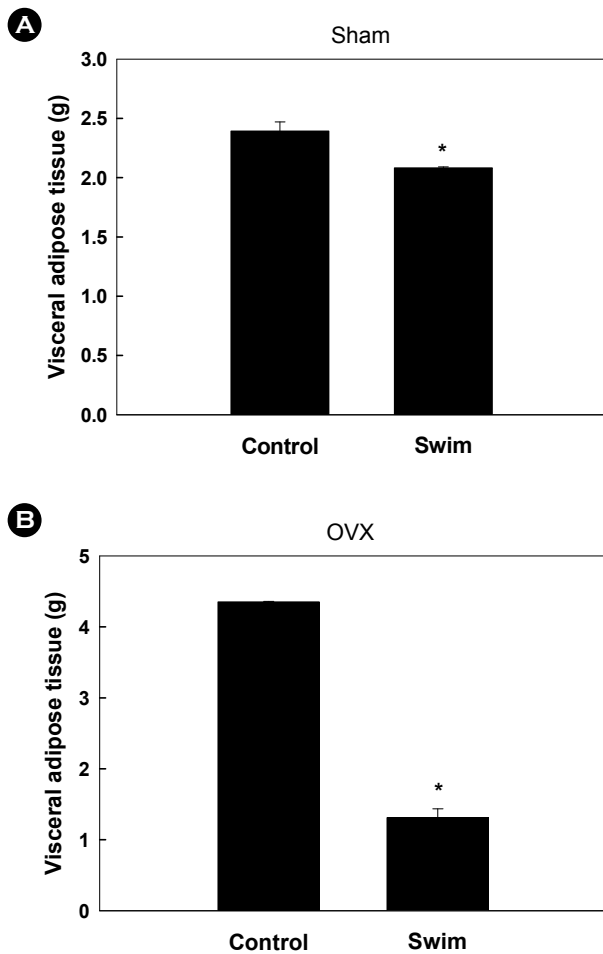 A
Sham
Visceral adipose tissue (g)
3.0
2.5
2.0
1.5
1.0
0.5
0.0
*
Control Swim
B
OVX
Visceral adipose tissue (g)
5
4
3
2
1
0
*
Control Swim